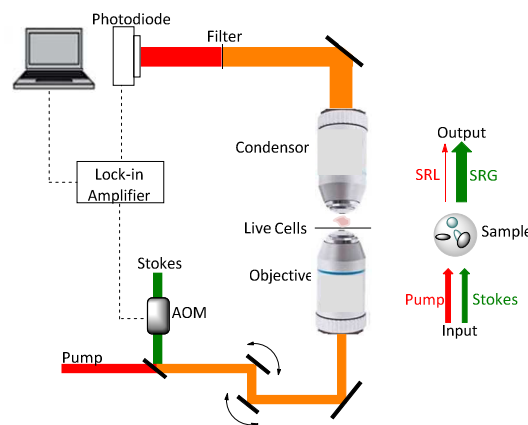 Photodiode
Filter
Condensor
Output
SRL
SRG
Lock-in
Amplifier
Live Cells
Sample
Stokes
Objective
AOM
Pump
Stokes
Input
Pump